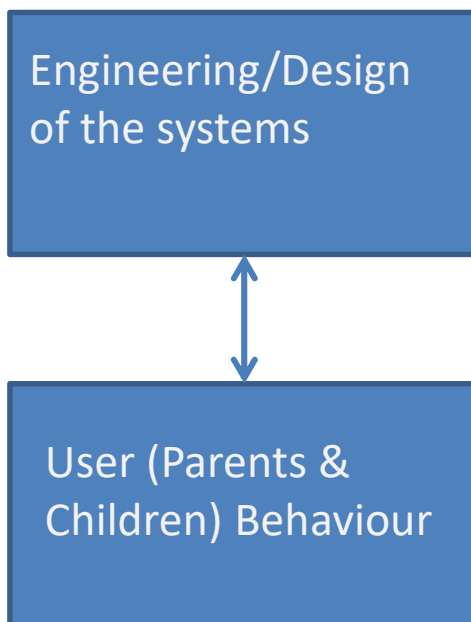 Engineering/Design
of the systems
User (Parents &
Children) Behaviour